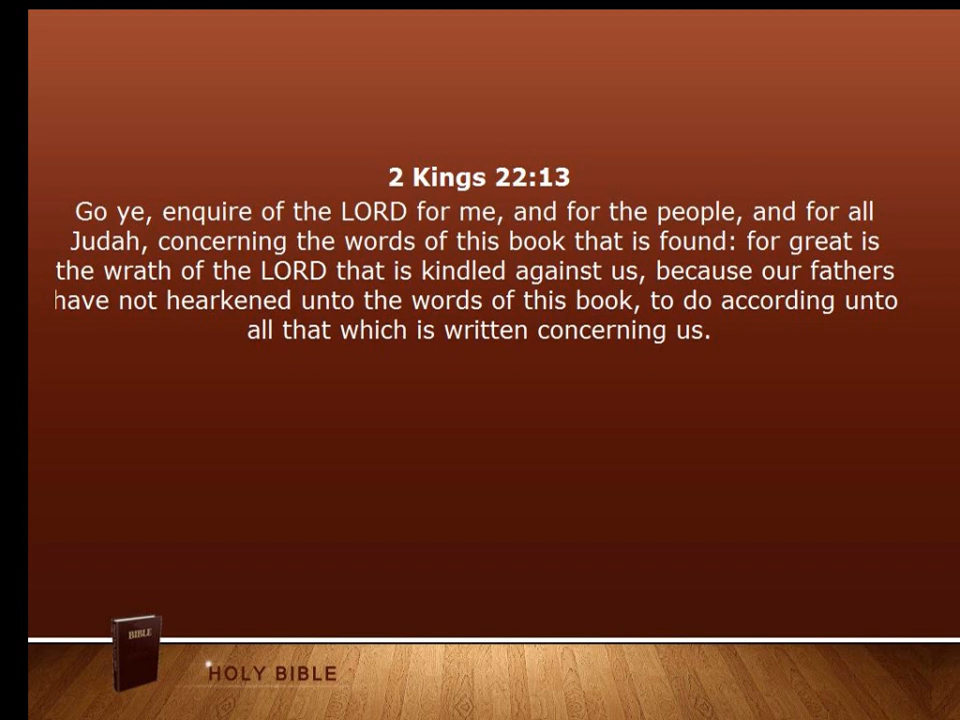 2 Kings 22:13
Go ye, enquire of the LORD for me, and for the people, and for all
Judah, concerning the words of this book that is found: for great is
the wrath of the LORD that is kindled against us, because our fathers
have not hearkened unto the words of this book, to do according unto
all that which is written concerning us.
BIBLE
HOLY BIBLE